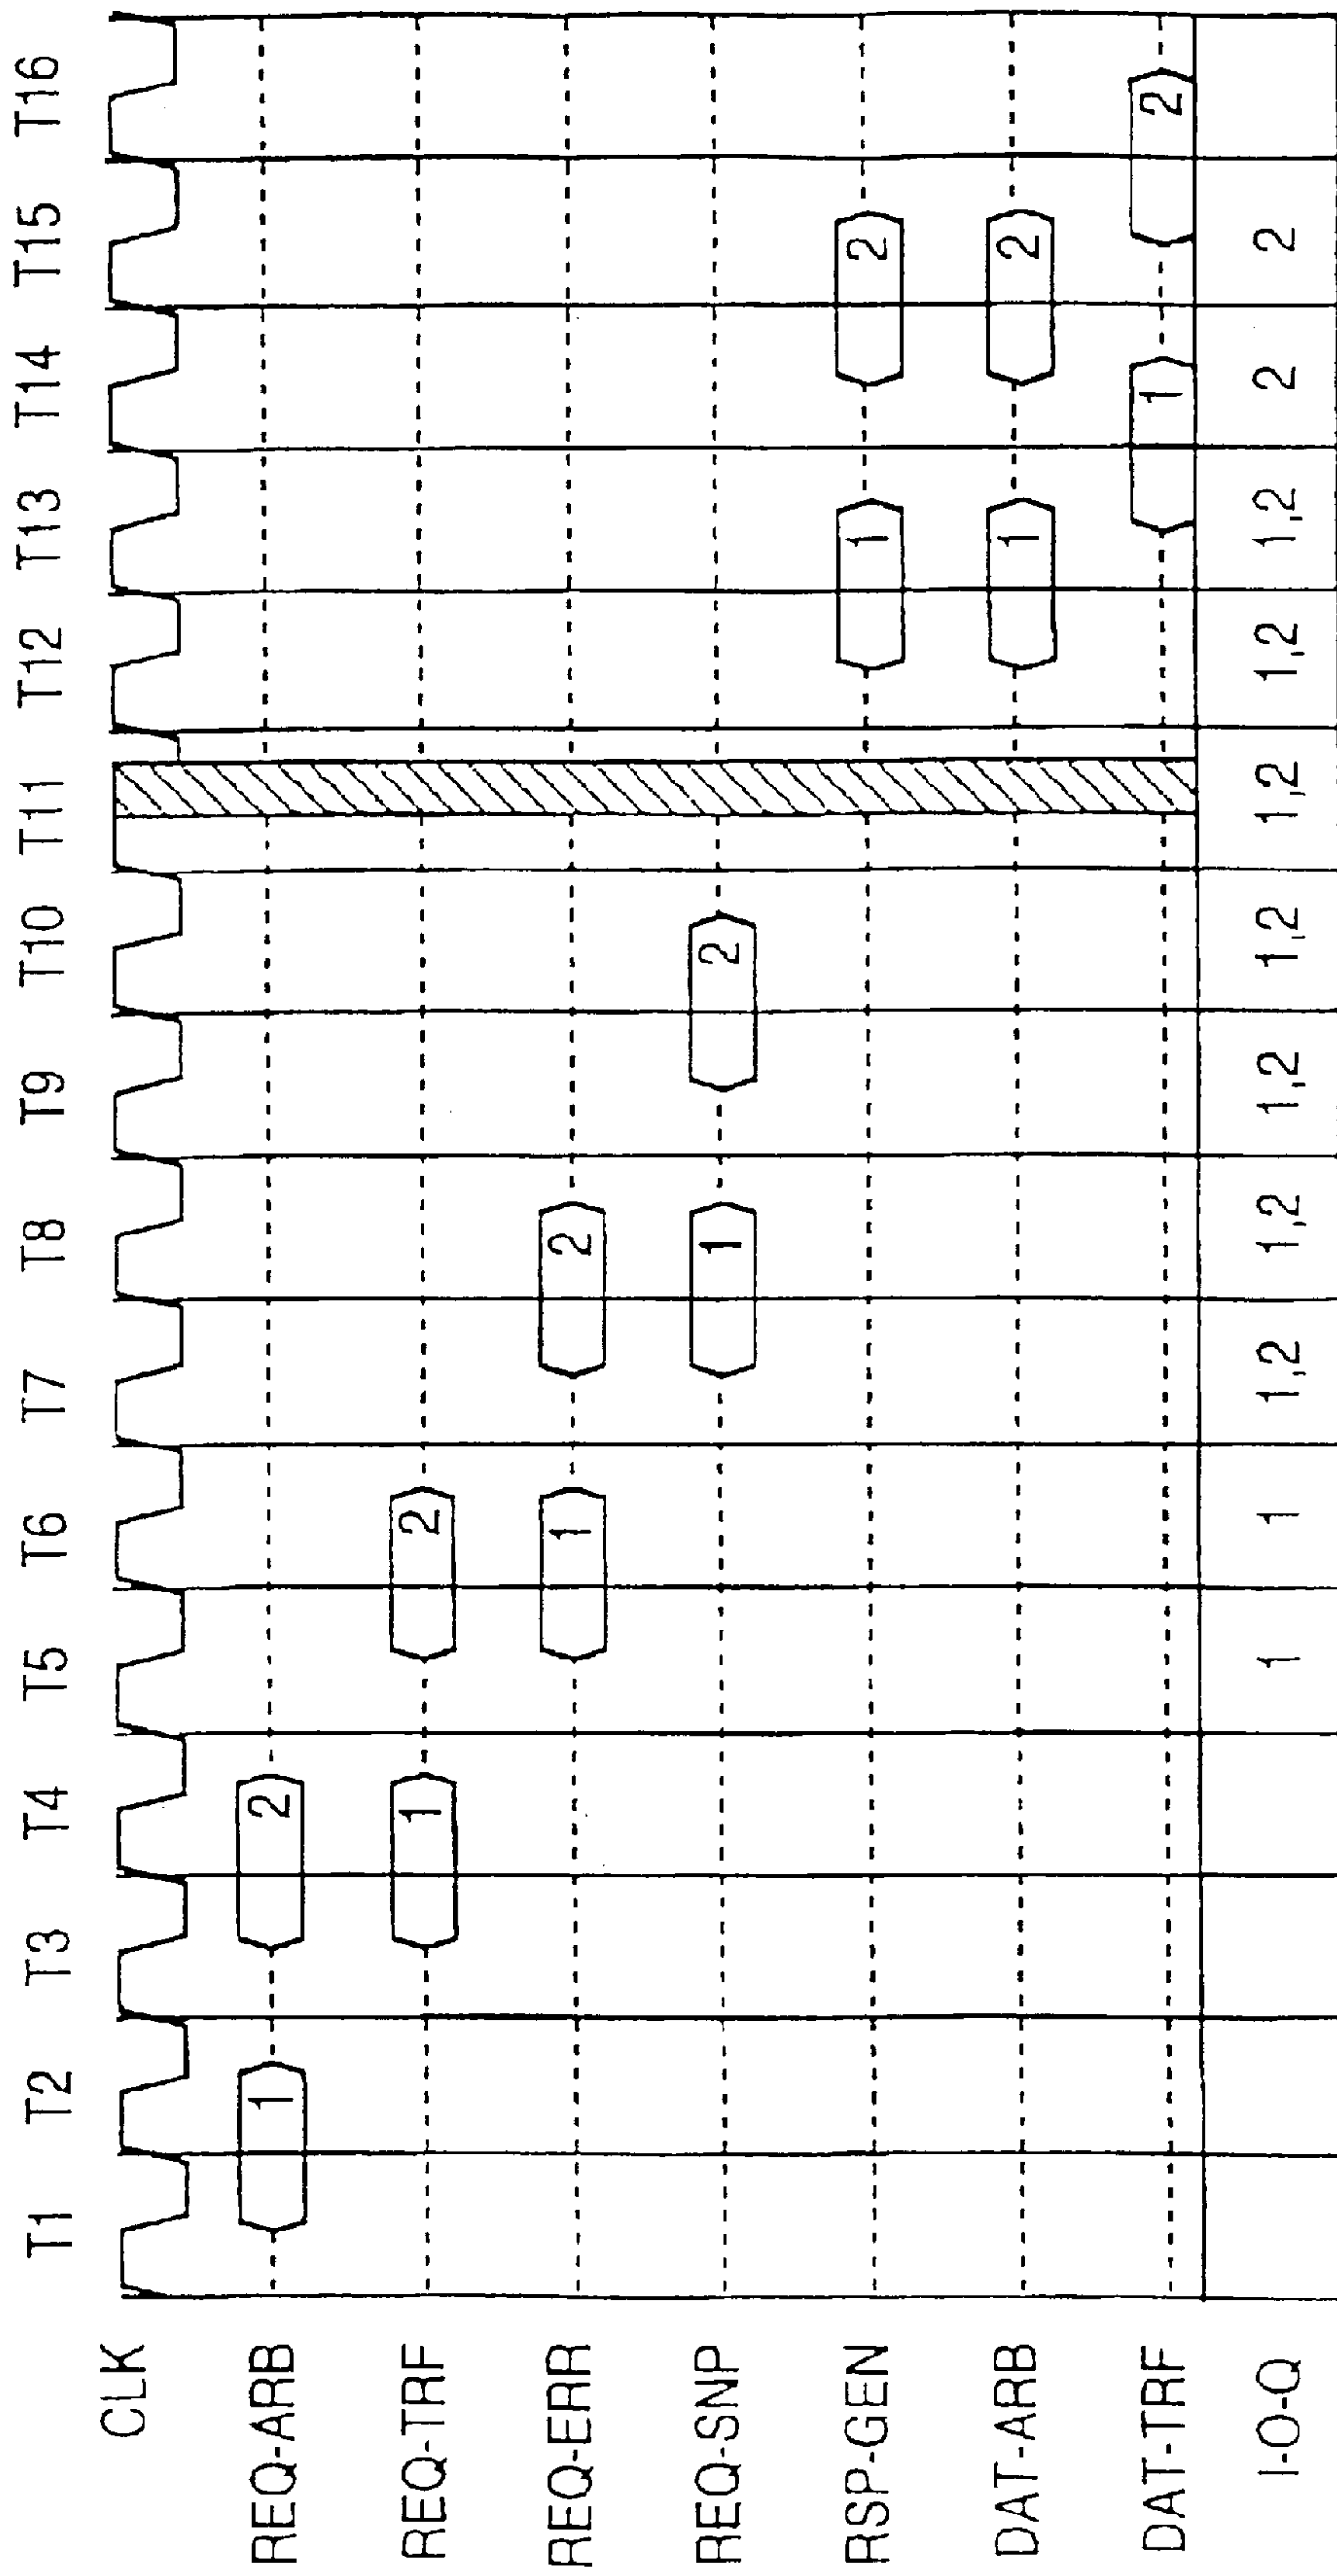 T1 T2 T3 T4 T5 T6 T7 T8 T9 T10 T11 T12 T13 T14 T15 T16
CLK
REQ-ARB 1 2
REQ-TRF 1 2
REQ-ERR 1 2
REQ-SNP 1 2
RSP-GEN 1 2
DAT-ARB 1 2
DAT-TRF 1 2
I-O-Q 1 1 1,2 1,2 1,2 1,2 1,2 1,2 1,2 2 2